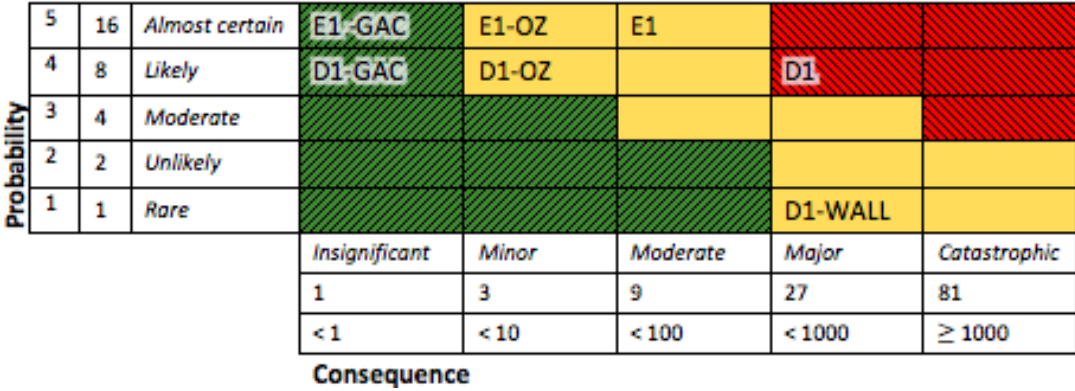 Probability
5 16 Almost certain E1-GAC E1-OZ E1
4 8 Likely D1-GAC D1-OZ D1
3 4 Moderate
2 2 Unlikely
1 1 Rare D1-WALL
Insignificant Minor Moderate Major Catastrophic
1 3 9 27 81
< 1 < 10 < 100 < 1000 ≥ 1000
Consequence